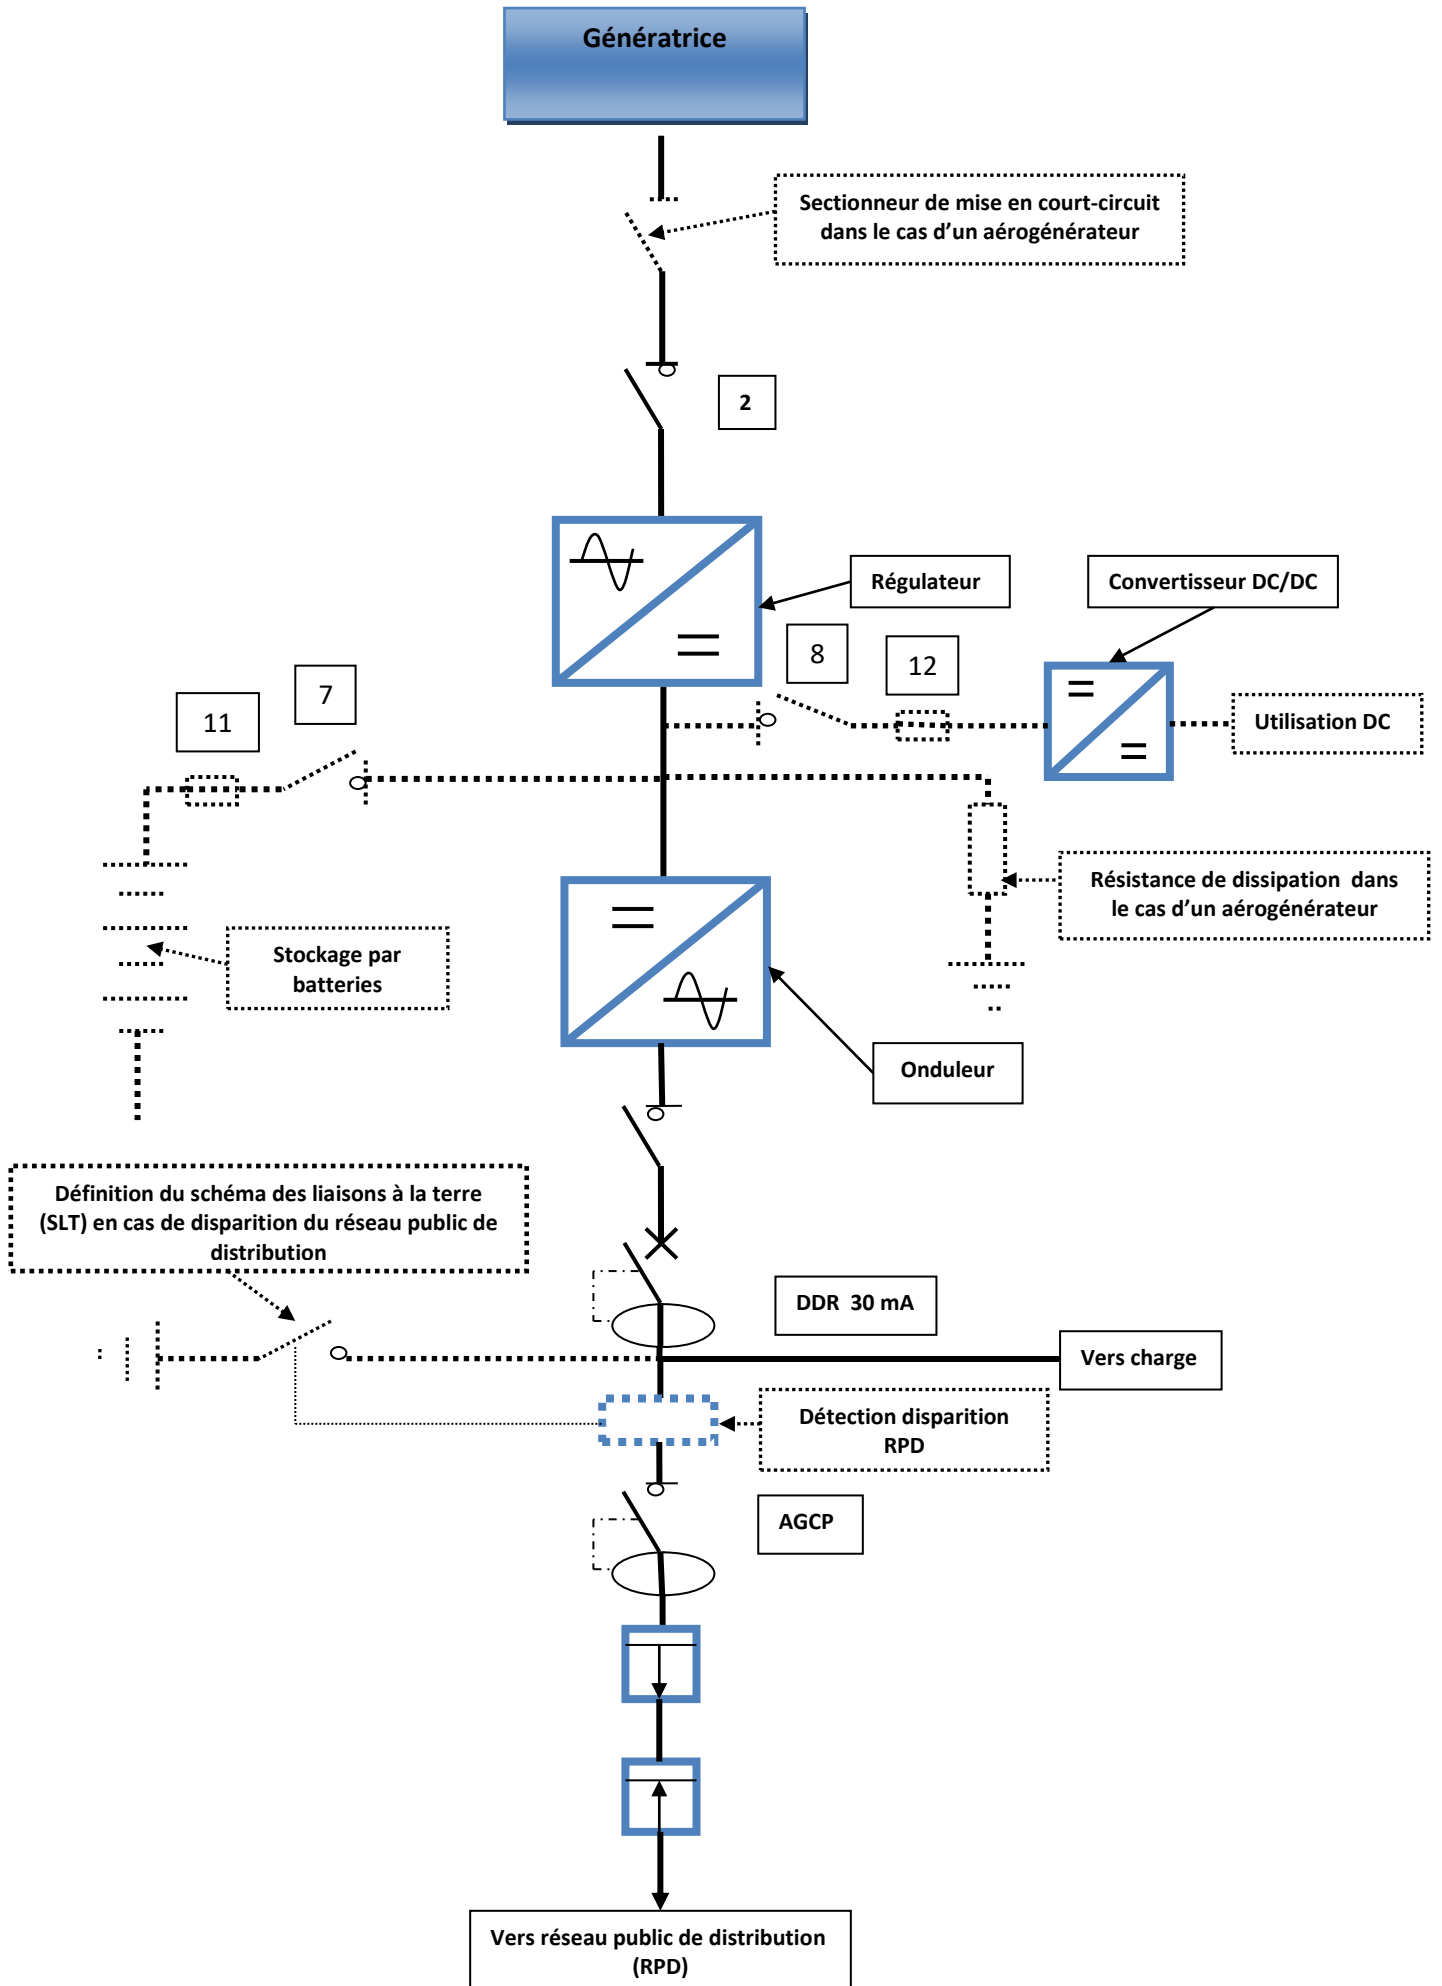 Génératrice
Sectionneur de mise en court-circuit
dans le cas d'un aérogénérateur
2
Régulateur
Convertisseur DC/DC
8
12
7
11
Utilisation DC
Résistance de dissipation dans
le cas d'un aérogénérateur
Stockage par
batteries
Onduleur
Définition du schéma des liaisons à la terre
(SLT) en cas de disparition du réseau public de
distribution
DDR 30 mA
Vers charge
Détection disparition
RPD
AGCP
Vers réseau public de distribution
(RPD)